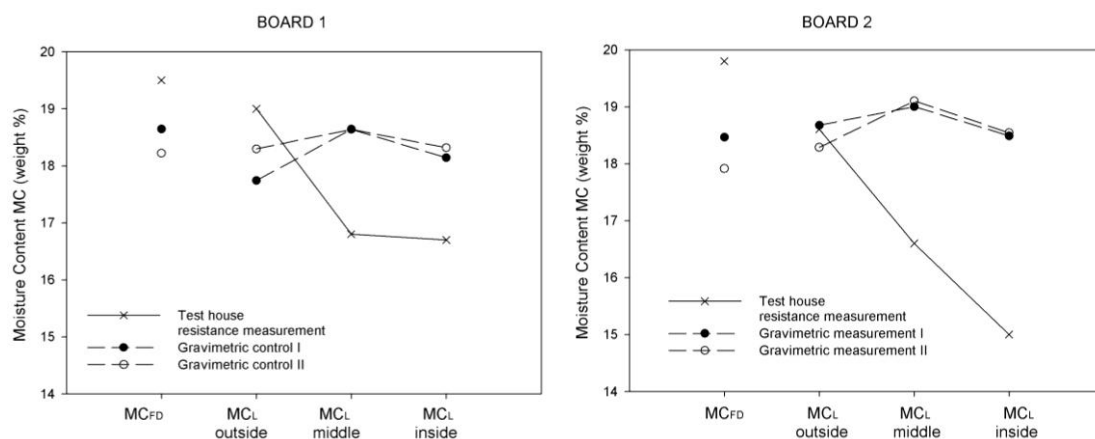 BOARD 1
Moisture Content MC (weight %)
20
19
18
17
16
15
14
Test house
resistance measurement
Gravimetric control I
Gravimetric control II
MCFD
MCL
outside
MCL
middle
MCL
inside
BOARD 2
Moisture Content MC (weight %)
20
19
18
17
16
15
14
Test house
resistance measurement
Gravimetric measurement I
Gravimetric measurement II
MCFD
MCL
outside
MCL
middle
MCL
inside